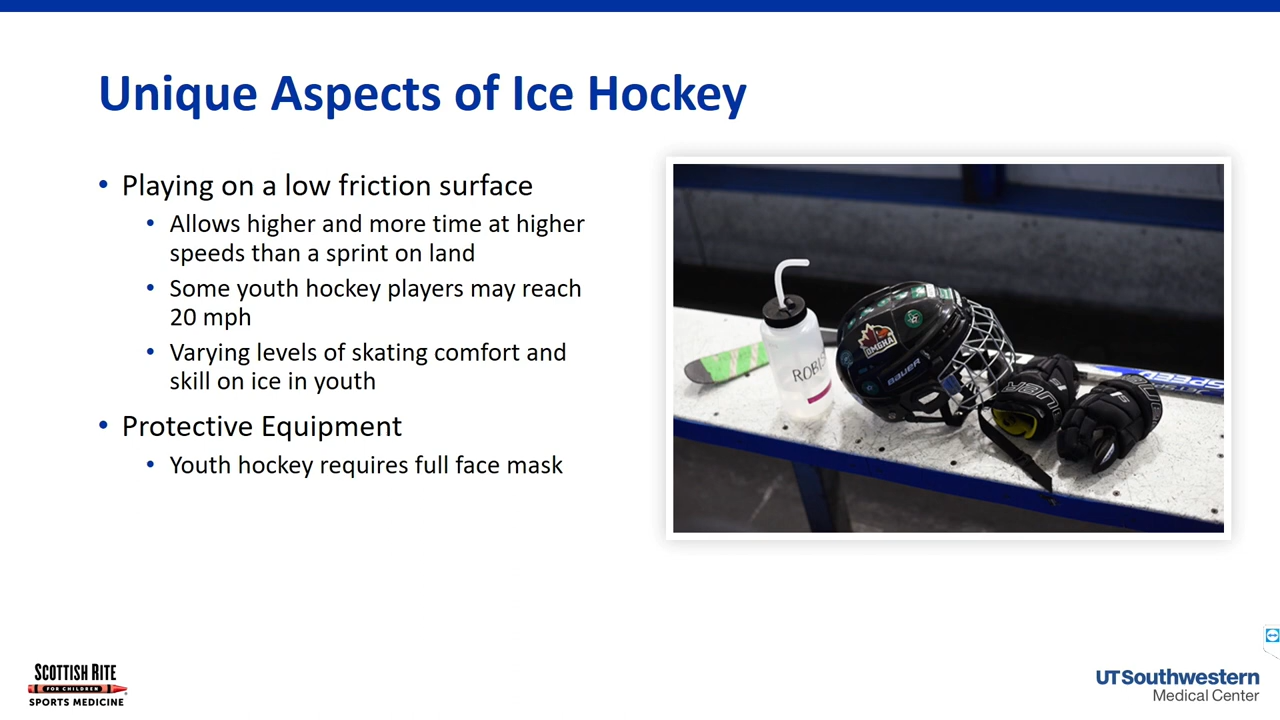 Unique Aspects of Ice Hockey
• Playing on a low friction surface
• Allows higher and more time at higher
speeds than a sprint on land
• Some youth hockey players may reach
20 mph
• Varying levels of skating comfort and
skill on ice in youth
• Protective Equipment
• Youth hockey requires full face mask
OMGHA
BAUER
SCOTTISH RITE
FOR CHILDREN
SPORTS MEDICINE
UT Southwestern
Medical Center